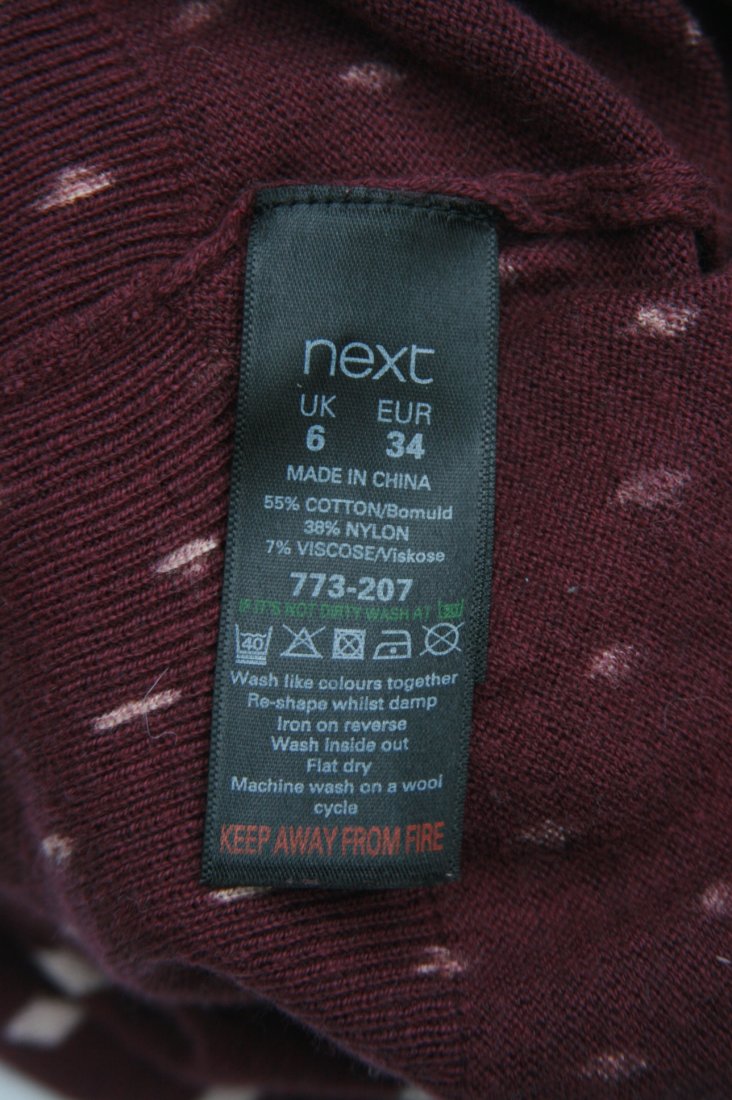 next
UK EUR
6 34
MADE IN CHINA
55% COTTON/Bomuld
38% NYLON
7% VISCOSE/Viskose
773-207
IF IT'S NOT DIRTY WASH AT 30
40
Wash like colours together
Re-shape whilst damp
Iron on reverse
Wash inside out
Flat dry
Machine wash on a wool
cycle
KEEP AWAY FROM FIRE